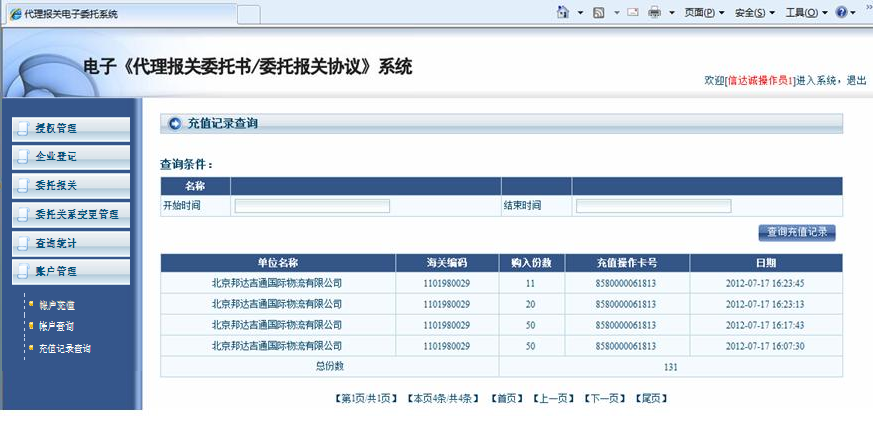 代理报关电子委托系统
页面(P) 安全(S) 工具(O)
电子《代理报关委托书/委托报关协议》系统
欢迎[信达诚操作员1]进入系统，退出
授权管理
企业登记
委托报关
委托关系变更管理
查询统计
账户管理
帐户充值
帐户查询
充值记录查询
充值记录查询
查询条件：
名称
开始时间 结束时间
查询充值记录
单位名称 海关编码 购入份数 充值操作卡号 日期
北京邦达吉通国际物流有限公司 1101980029 11 8580000061813 2012-07-17 16:23:45
北京邦达吉通国际物流有限公司 1101980029 20 8580000061813 2012-07-17 16:23:13
北京邦达吉通国际物流有限公司 1101980029 50 8580000061813 2012-07-17 16:17:43
北京邦达吉通国际物流有限公司 1101980029 50 8580000061813 2012-07-17 16:07:30
总份数 131
【第1页/共1页】 【本页4条/共4条】 【首页】 【上一页】 【下一页】 【尾页】